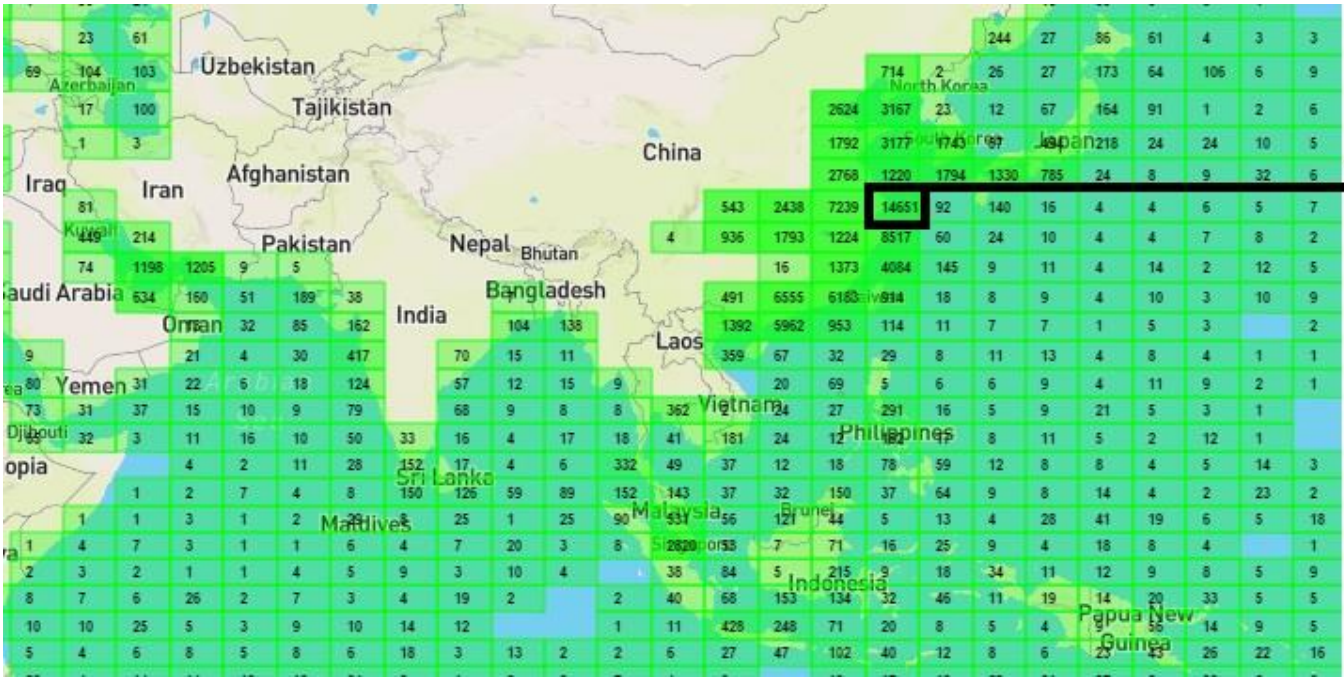 23 61 244 27 86 61 4 3 3
69 104 103 Uzbekistan 714 2 26 27 173 64 106 6 9
Azerbaijan North Korea
17 100 Tajikistan 2624 3167 23 12 67 164 91 1 2 6
1 3 China 1792 3177 South Korea 1743 67 494 Japan 218 24 24 10 5
Iraq Iran Afghanistan 2768 1220 1794 1330 785 24 8 9 32 6
81 543 2438 7239 14651 92 140 16 4 4 6 5 7
Kuwait 449 214 Pakistan Nepal Bhutan 4 936 1793 1224 8517 60 24 10 4 4 7 8 2
74 1198 1205 9 5 16 1373 4084 145 9 11 4 14 2 12 5
audi Arabia 634 160 51 189 38 India Bangladesh 491 6555 6183 914 18 8 9 4 10 3 10 9
Oman 32 85 162 104 138 Laos 1392 5962 953 114 11 7 7 1 5 3 2
9 21 4 30 417 70 15 11 359 67 32 29 8 11 13 4 8 4 1 1
80 Yemen 31 22 6 18 124 57 12 15 9 20 69 5 6 6 9 4 11 9 2 1
73 31 37 15 10 9 79 68 9 8 8 362 Vietnam 24 27 291 16 5 9 21 5 3 1
Djibouti 32 3 11 16 10 50 33 16 4 17 18 41 181 24 12 Philippines 8 11 5 2 12 1
opia 4 2 11 28 152 17 4 6 332 49 37 12 18 78 59 12 8 8 4 5 14 3
Sri Lanka
1 2 7 4 8 150 126 59 89 152 143 37 32 150 37 64 9 8 14 4 2 23 2
1 1 3 1 2 Maldives 25 1 25 90 Malaysia 56 121 Brunei 44 5 13 4 28 41 19 6 5 18
1 4 7 3 1 1 6 4 7 20 3 8 2820 53 7 71 16 25 9 4 18 8 4 1
2 3 2 1 1 4 5 9 3 10 4 38 84 5 Indonesia 215 9 18 34 11 12 9 8 5 9
8 7 6 26 2 7 3 4 19 2 2 40 68 153 134 32 46 11 19 14 20 33 5 5
10 10 25 5 3 9 10 14 12 1 11 428 248 71 20 8 5 4 Papua New Guinea 9 56 14 9 5
5 4 6 8 5 8 6 18 3 13 2 2 6 27 47 102 40 12 8 6 23 43 26 22 16